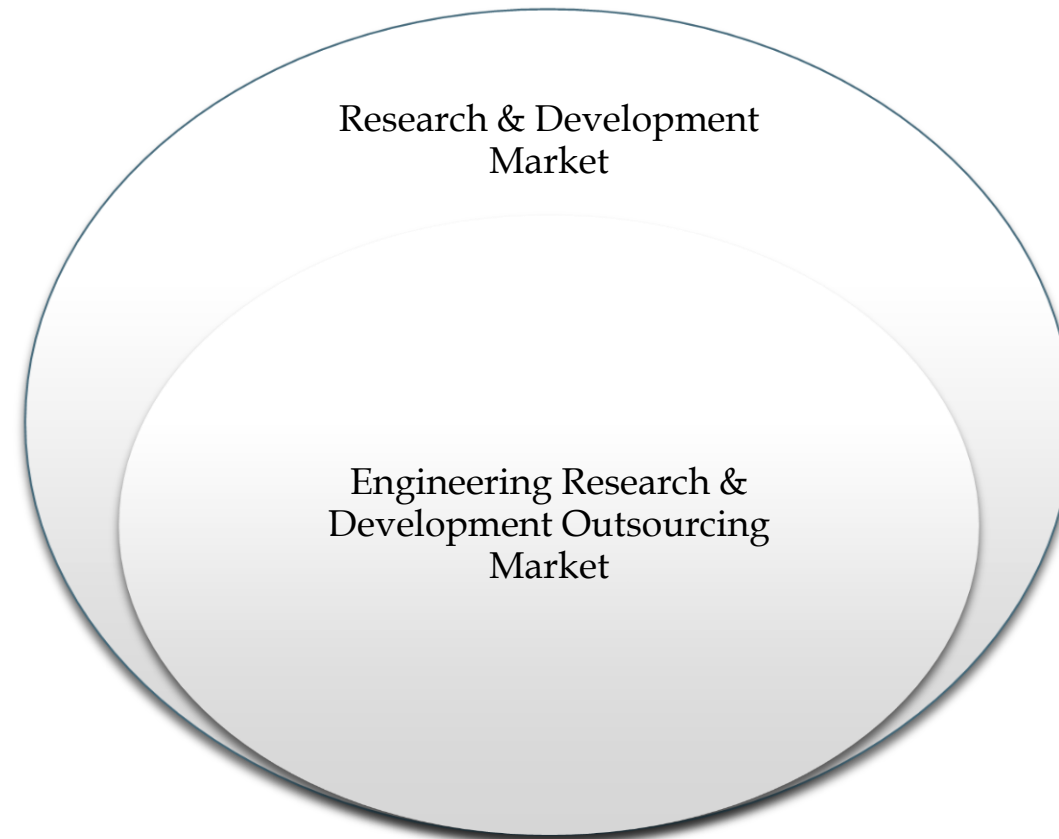 Research & Development
Market
Engineering Research &
Development Outsourcing
Market